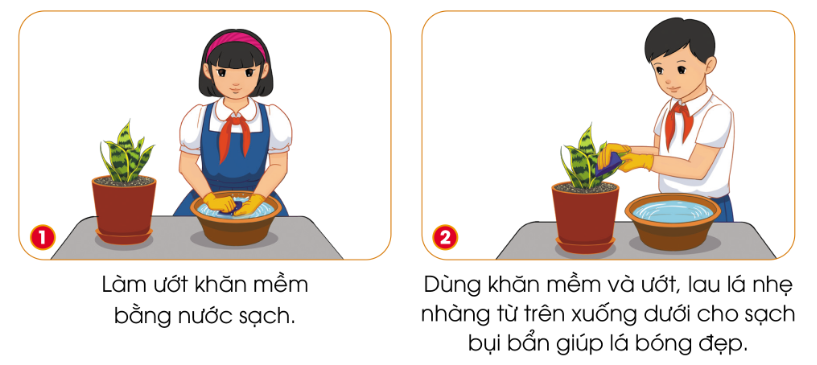 1
Làm ướt khăn mềm
bằng nước sạch.
2
Dùng khăn mềm và ướt, lau lá nhẹ
nhàng từ trên xuống dưới cho sạch
bụi bẩn giúp lá bóng đẹp.